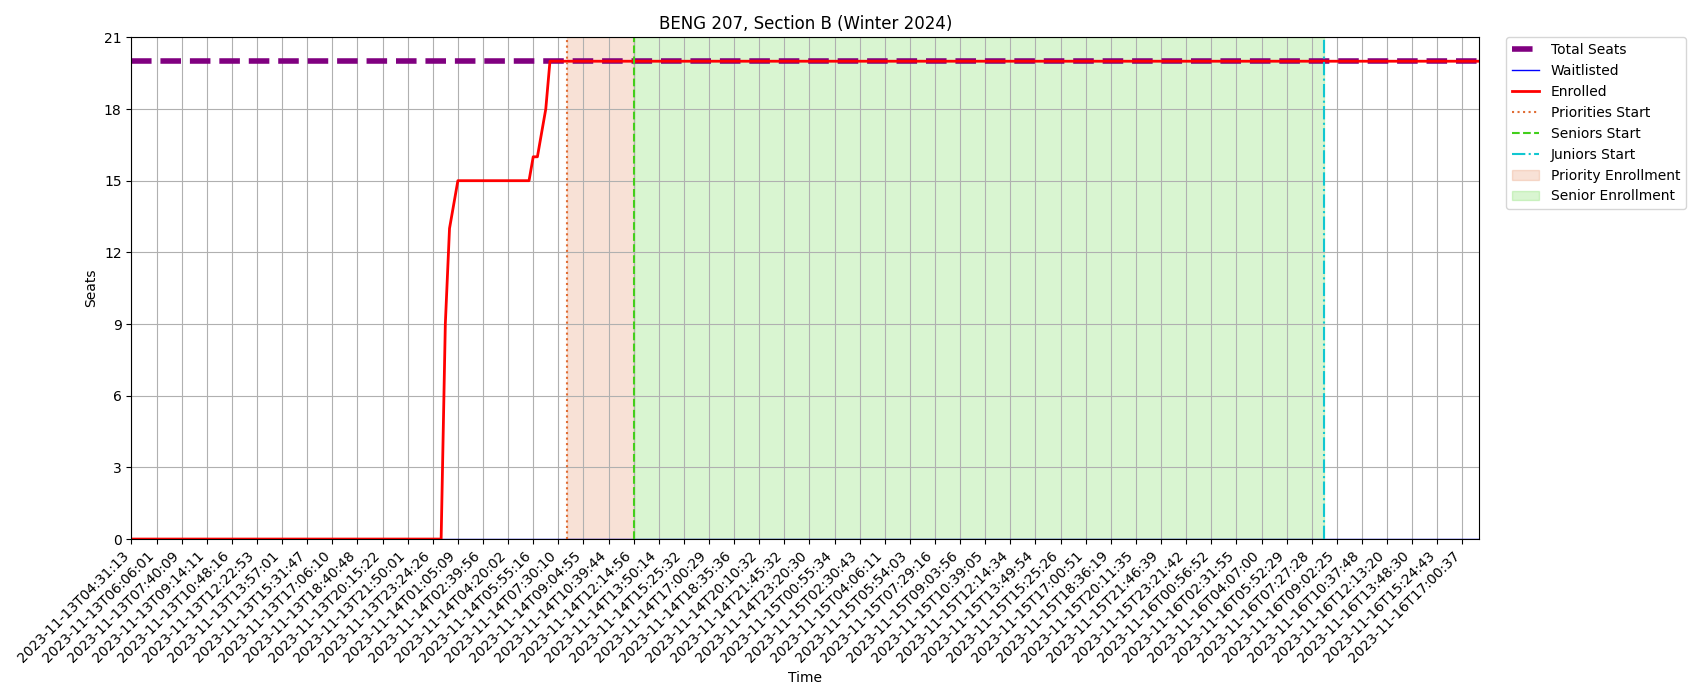 BENG 207, Section B (Winter 2024)
21
18
15
12
9
6
3
0
Seats
2023-11-13T04:31:13
2023-11-13T06:06:01
2023-11-13T07:40:09
2023-11-13T09:14:11
2023-11-13T10:48:16
2023-11-13T12:22:53
2023-11-13T13:57:01
2023-11-13T15:31:47
2023-11-13T17:06:10
2023-11-13T18:40:48
2023-11-13T20:15:22
2023-11-13T21:50:01
2023-11-13T23:24:26
2023-11-14T01:05:09
2023-11-14T02:39:56
2023-11-14T04:20:02
2023-11-14T05:55:16
2023-11-14T07:30:10
2023-11-14T09:04:55
2023-11-14T10:39:44
2023-11-14T12:14:56
2023-11-14T13:50:14
2023-11-14T15:25:32
2023-11-14T17:00:29
2023-11-14T18:35:36
2023-11-14T20:10:32
2023-11-14T21:45:32
2023-11-14T23:20:30
2023-11-15T00:55:34
2023-11-15T02:30:43
2023-11-15T04:06:11
2023-11-15T05:54:03
2023-11-15T07:29:16
2023-11-15T09:03:56
2023-11-15T10:39:05
2023-11-15T12:14:34
2023-11-15T13:49:54
2023-11-15T15:25:26
2023-11-15T17:00:51
2023-11-15T18:36:19
2023-11-15T20:11:35
2023-11-15T21:46:39
2023-11-15T23:21:42
2023-11-16T00:56:52
2023-11-16T02:31:55
2023-11-16T04:07:00
2023-11-16T05:52:29
2023-11-16T07:27:28
2023-11-16T09:02:25
2023-11-16T10:37:48
2023-11-16T12:13:20
2023-11-16T13:48:30
2023-11-16T15:24:43
2023-11-16T17:00:37
Time
Total Seats
Waitlisted
Enrolled
Priorities Start
Seniors Start
Juniors Start
Priority Enrollment
Senior Enrollment